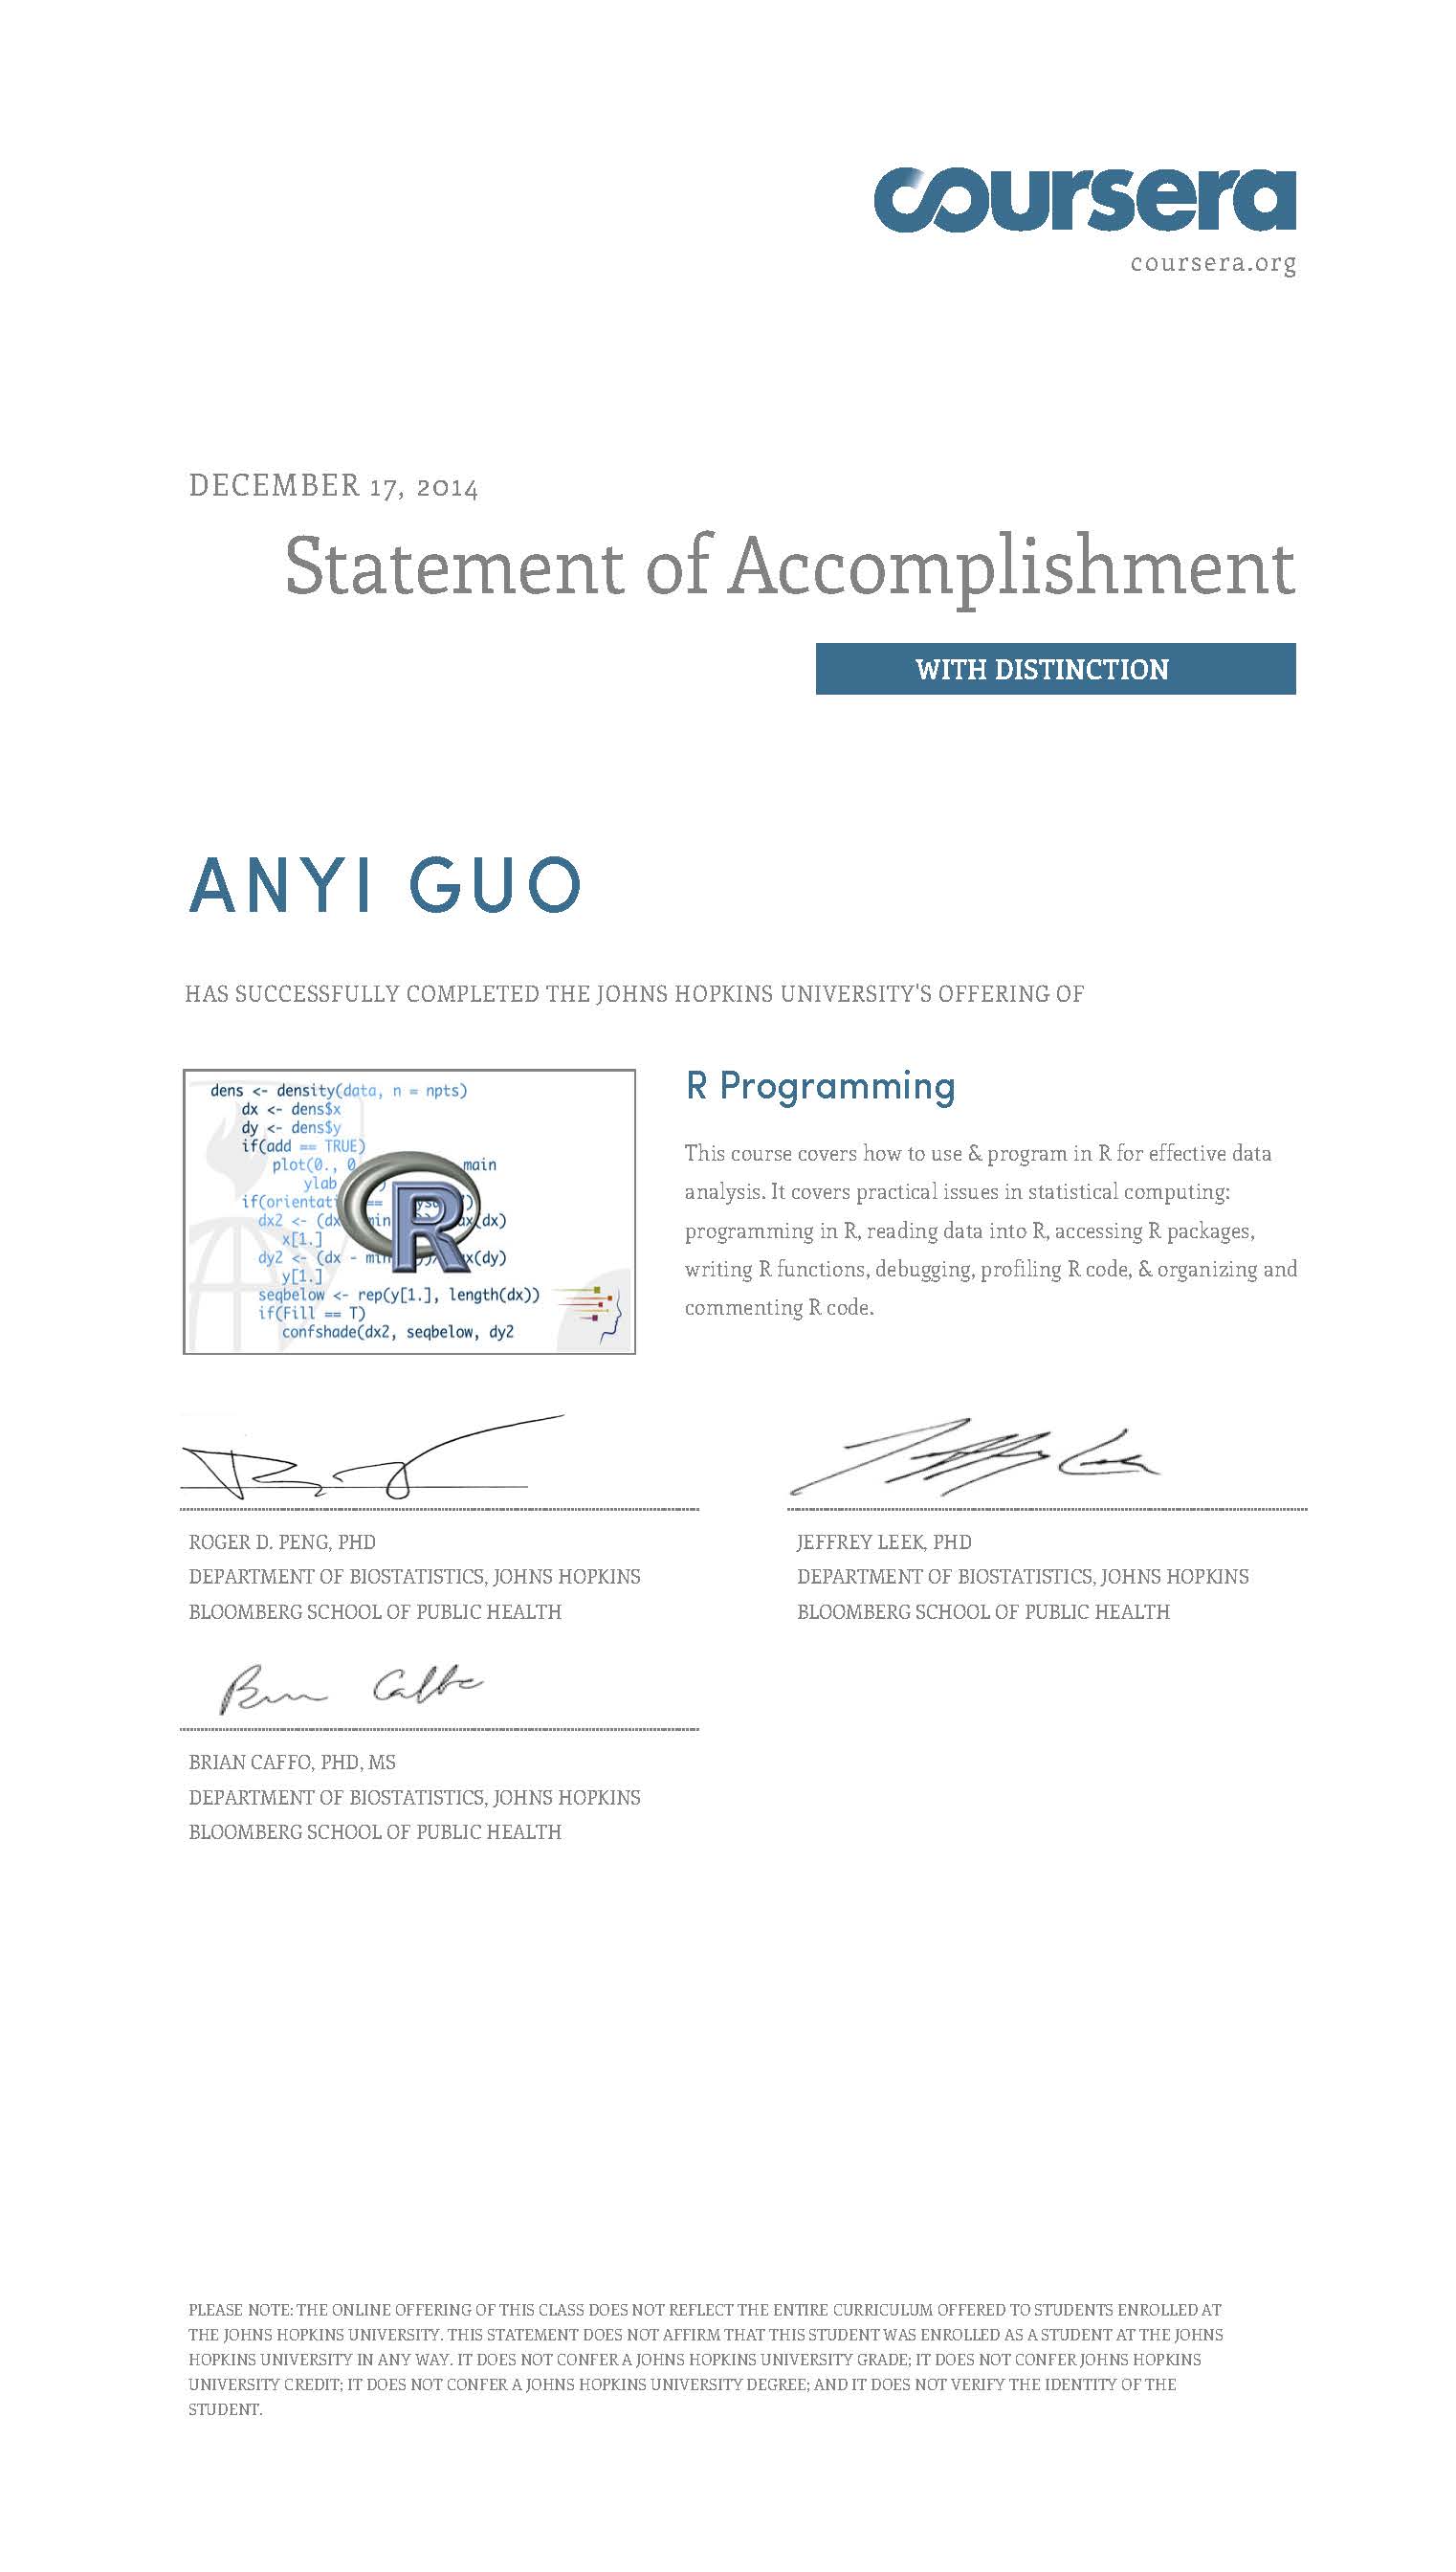 coursera
coursera.org
DECEMBER 17, 2014
Statement of Accomplishment
WITH DISTINCTION
ANYI GUO
HAS SUCCESSFULLY COMPLETED THE JOHNS HOPKINS UNIVERSITY'S OFFERING OF
dens <- density(data, n = npts)
dx <- dens$x
dy <- dens$y
if(add == TRUE)
plot(0., 0 main
ylab )
if(orientati == )
dx2 <- (dx min ax(dx)
x[1.]
dy2 <- (dx - min x(dy)
y[1.]
seqbelow <- rep(y[1.], length(dx))
if(Fill == T)
confshade(dx2, seqbelow, dy2
R
R Programming
This course covers how to use & program in R for effective data
analysis. It covers practical issues in statistical computing:
programming in R, reading data into R, accessing R packages,
writing R functions, debugging, profiling R code, & organizing and
commenting R code.
ROGER D. PENG, PHD
DEPARTMENT OF BIOSTATISTICS, JOHNS HOPKINS
BLOOMBERG SCHOOL OF PUBLIC HEALTH
JEFFREY LEEK, PHD
DEPARTMENT OF BIOSTATISTICS, JOHNS HOPKINS
BLOOMBERG SCHOOL OF PUBLIC HEALTH
BRIAN CAFFO, PHD, MS
DEPARTMENT OF BIOSTATISTICS, JOHNS HOPKINS
BLOOMBERG SCHOOL OF PUBLIC HEALTH
PLEASE NOTE: THE ONLINE OFFERING OF THIS CLASS DOES NOT REFLECT THE ENTIRE CURRICULUM OFFERED TO STUDENTS ENROLLED AT
THE JOHNS HOPKINS UNIVERSITY. THIS STATEMENT DOES NOT AFFIRM THAT THIS STUDENT WAS ENROLLED AS A STUDENT AT THE JOHNS
HOPKINS UNIVERSITY IN ANY WAY. IT DOES NOT CONFER A JOHNS HOPKINS UNIVERSITY GRADE; IT DOES NOT CONFER JOHNS HOPKINS
UNIVERSITY CREDIT; IT DOES NOT CONFER A JOHNS HOPKINS UNIVERSITY DEGREE; AND IT DOES NOT VERIFY THE IDENTITY OF THE
STUDENT.